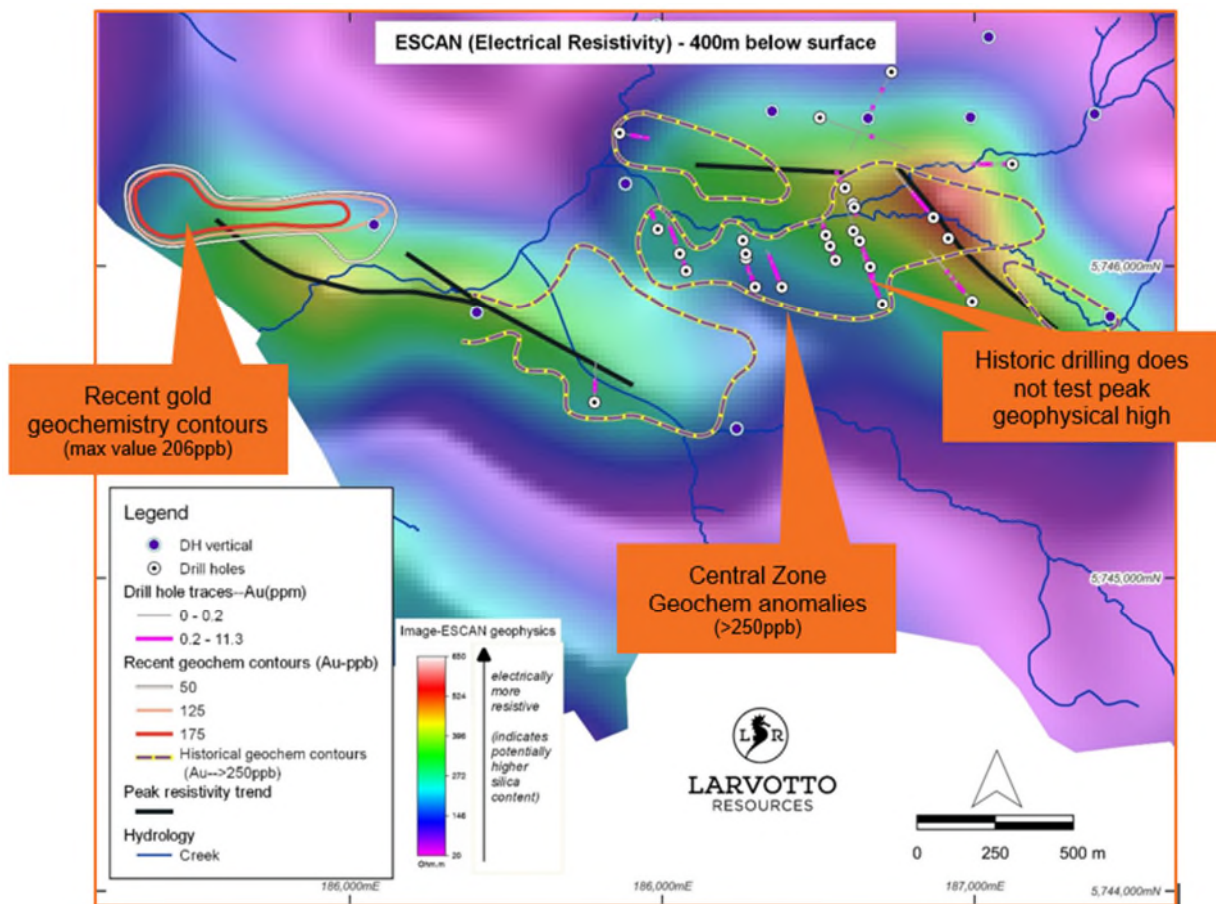 ESCAN (Electrical Resistivity) - 400m below surface
5,746,000mN
Recent gold
geochemistry contours
(max value 206ppb)
Historic drilling does
not test peak
geophysical high
Central Zone
Geochem anomalies
(>250ppb)
5,745,000mN
Legend
DH vertical
Drill holes
Drill hole traces--Au(ppm)
0 - 0.2
0.2 - 11.3
Recent geochem contours (Au-ppb)
50
125
175
Historical geochem contours
(Au-->250ppb)
Peak resistivity trend
Hydrology
Creek
Image-ESCAN geophysics
650
524
398
272
146
20
Ohm.m
electrically
more
resistive
(indicates
potentially
higher
silica
content)
L R
LARVOTTO
RESOURCES
0 250 500 m
186,000mE
186,000mE
187,000mE
5,744,000mN